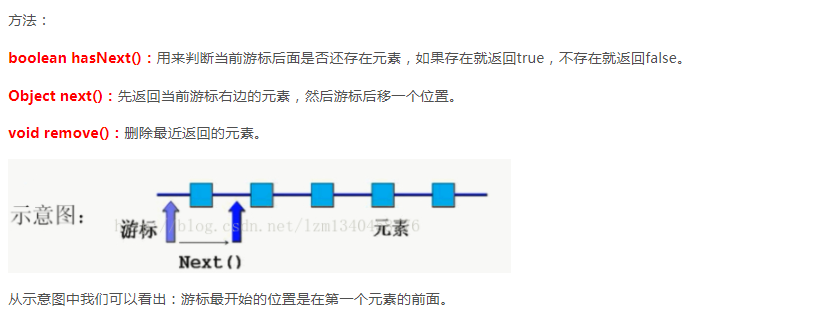 方法：
boolean hasNext()：用来判断当前游标后面是否还存在元素，如果存在就返回true，不存在就返回false。
Object next()：先返回当前游标右边的元素，然后游标后移一个位置。
void remove()：删除最近返回的元素。
示意图：
游标
元素
Next()
从示意图中我们可以看出：游标最开始的位置是在第一个元素的前面。